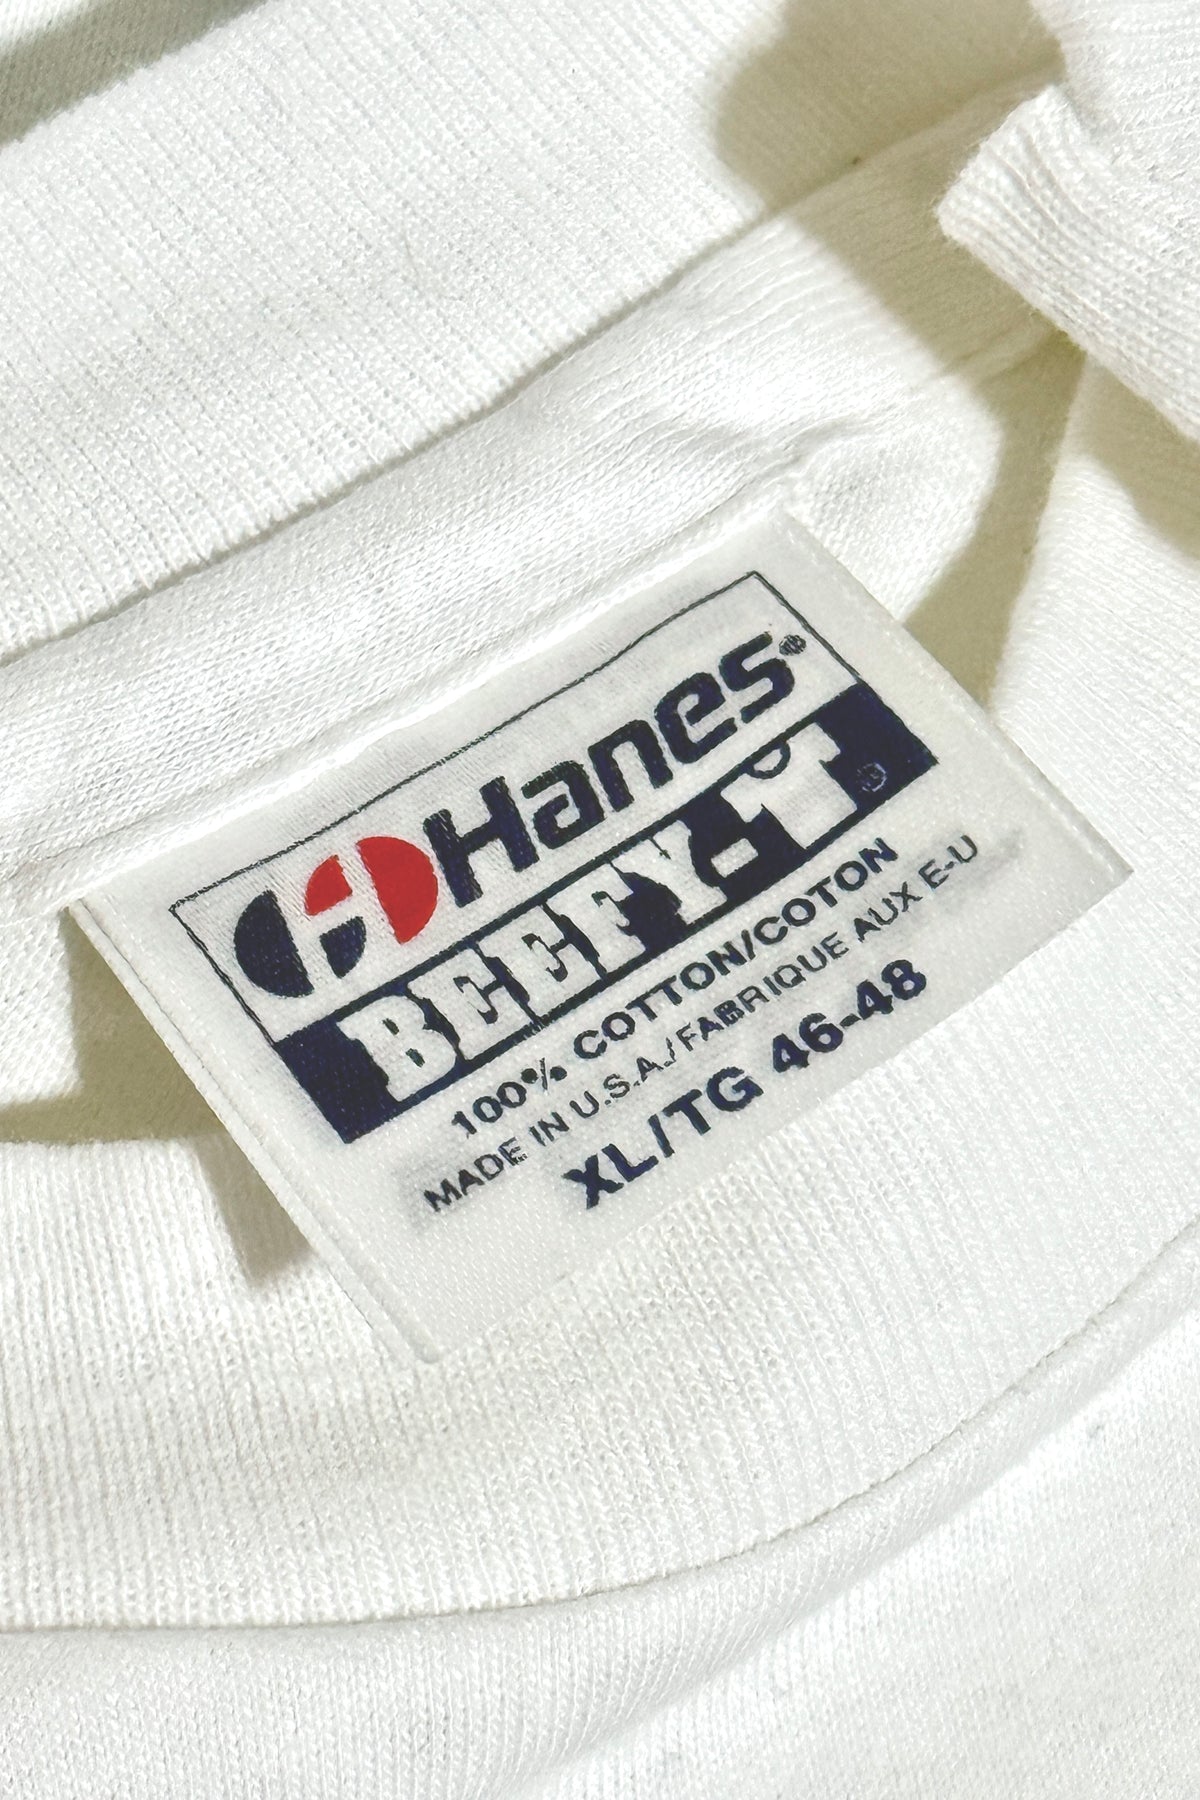 Hanes®
BEEFY-T®
100% COTTON/COTON
MADE IN U.S.A./FABRIQUE AUX E-U
XL/TG 46-48